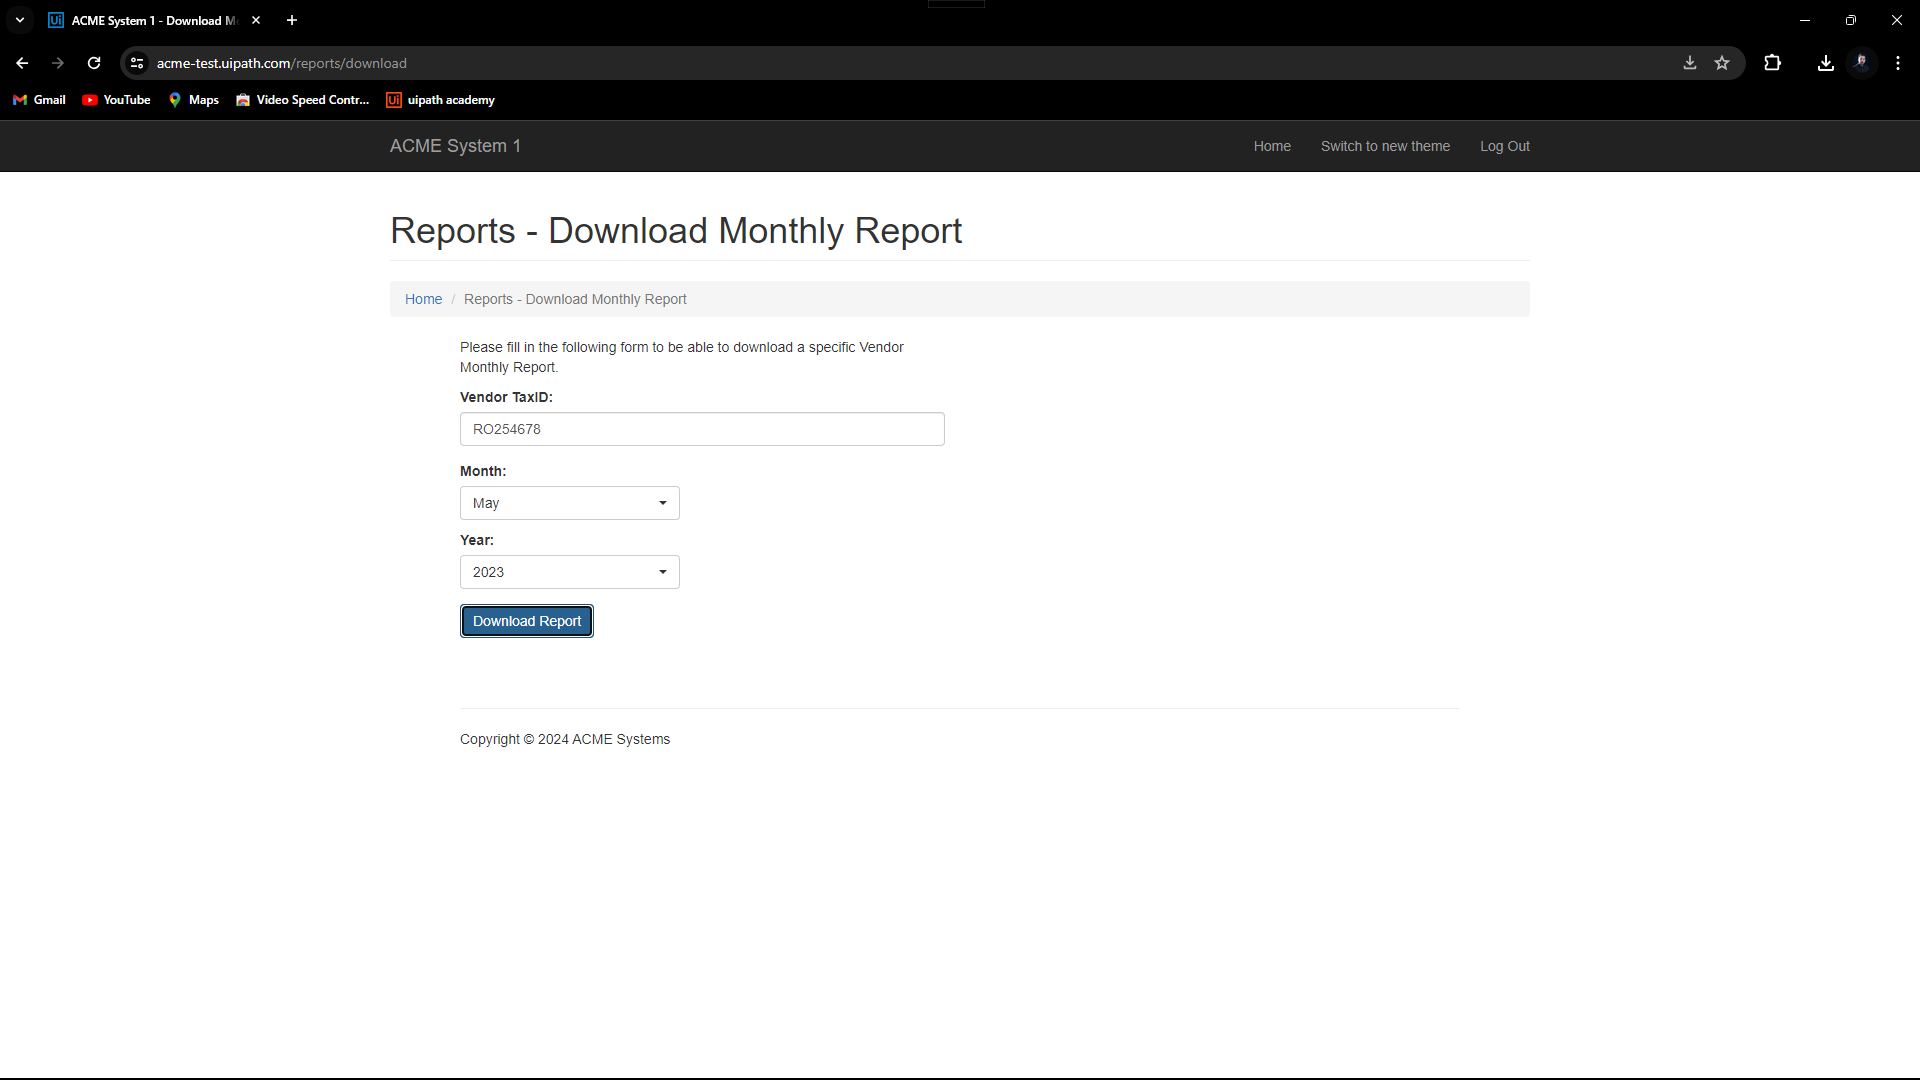 Ui ACME System 1 - Download M
acme-test.uipath.com/reports/download
Gmail
YouTube
Maps
Video Speed Contr...
Ui uipath academy
ACME System 1
Home
Switch to new theme
Log Out
Reports - Download Monthly Report
Home / Reports - Download Monthly Report
Please fill in the following form to be able to download a specific Vendor
Monthly Report.
Vendor TaxID:
RO254678
Month:
May
Year:
2023
Download Report
Copyright © 2024 ACME Systems